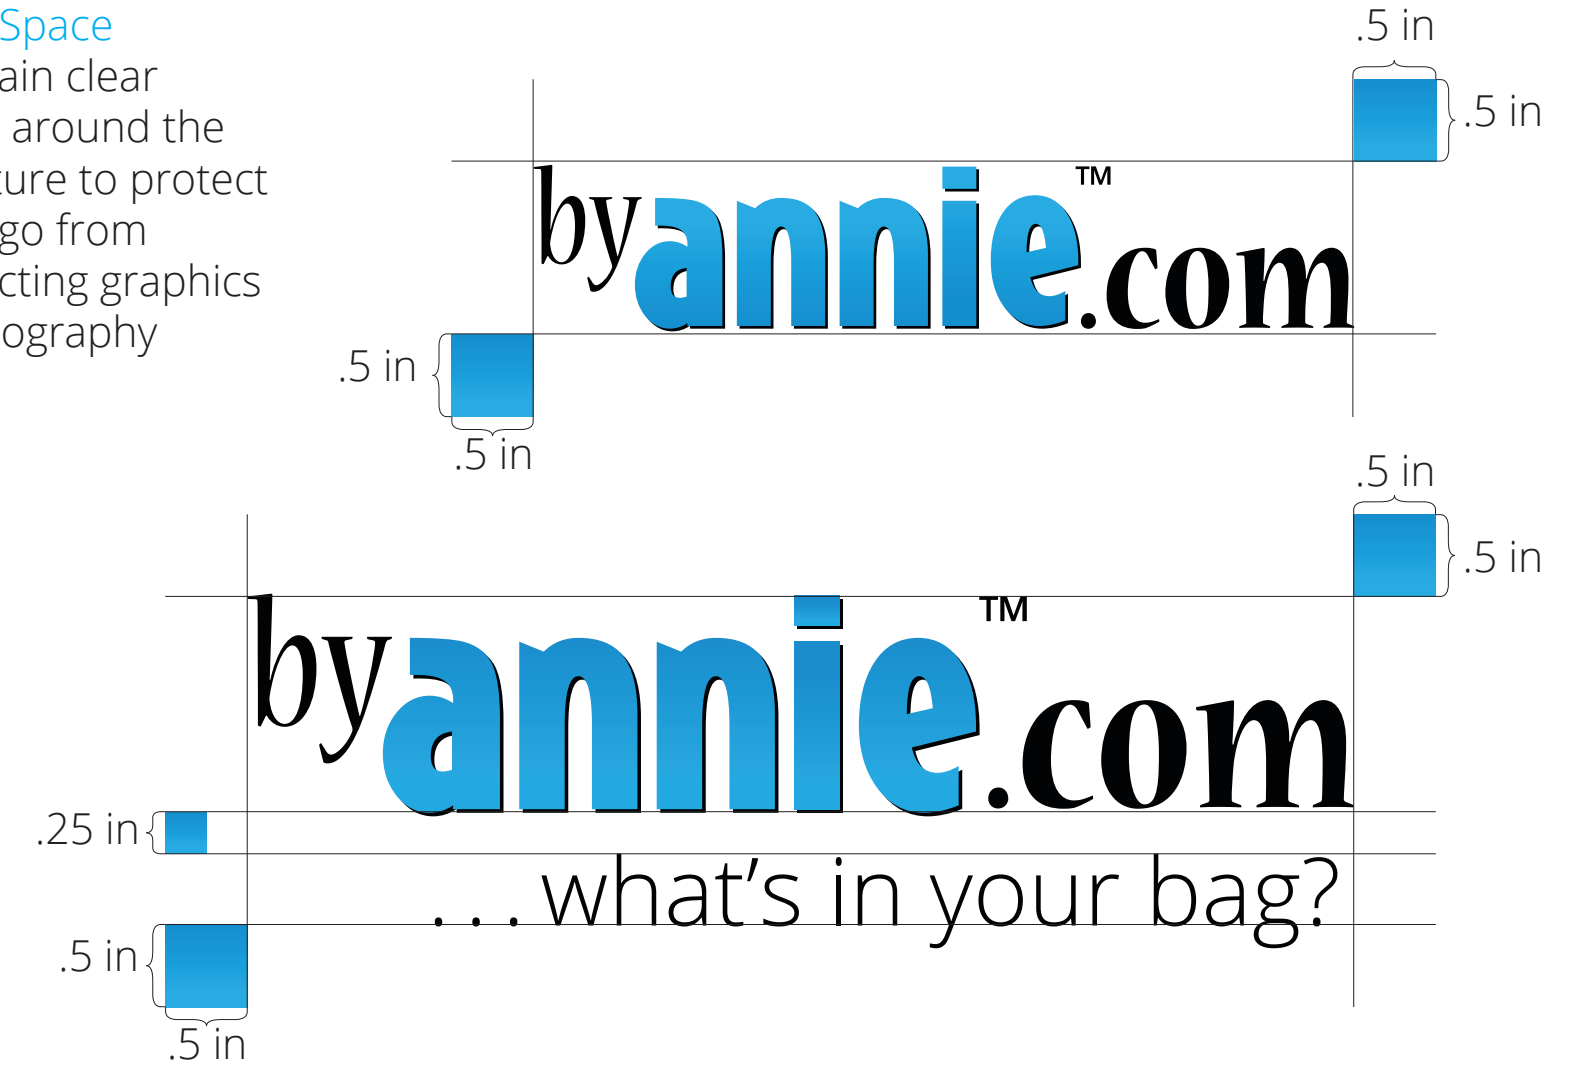 Space
ain clear
around the
ture to protect
go from
cting graphics
ography
.5 in
.5 in
byannie.com™
.5 in
.5 in
.5 in
.5 in
byannie.com™
.25 in
...what's in your bag?
.5 in
.5 in